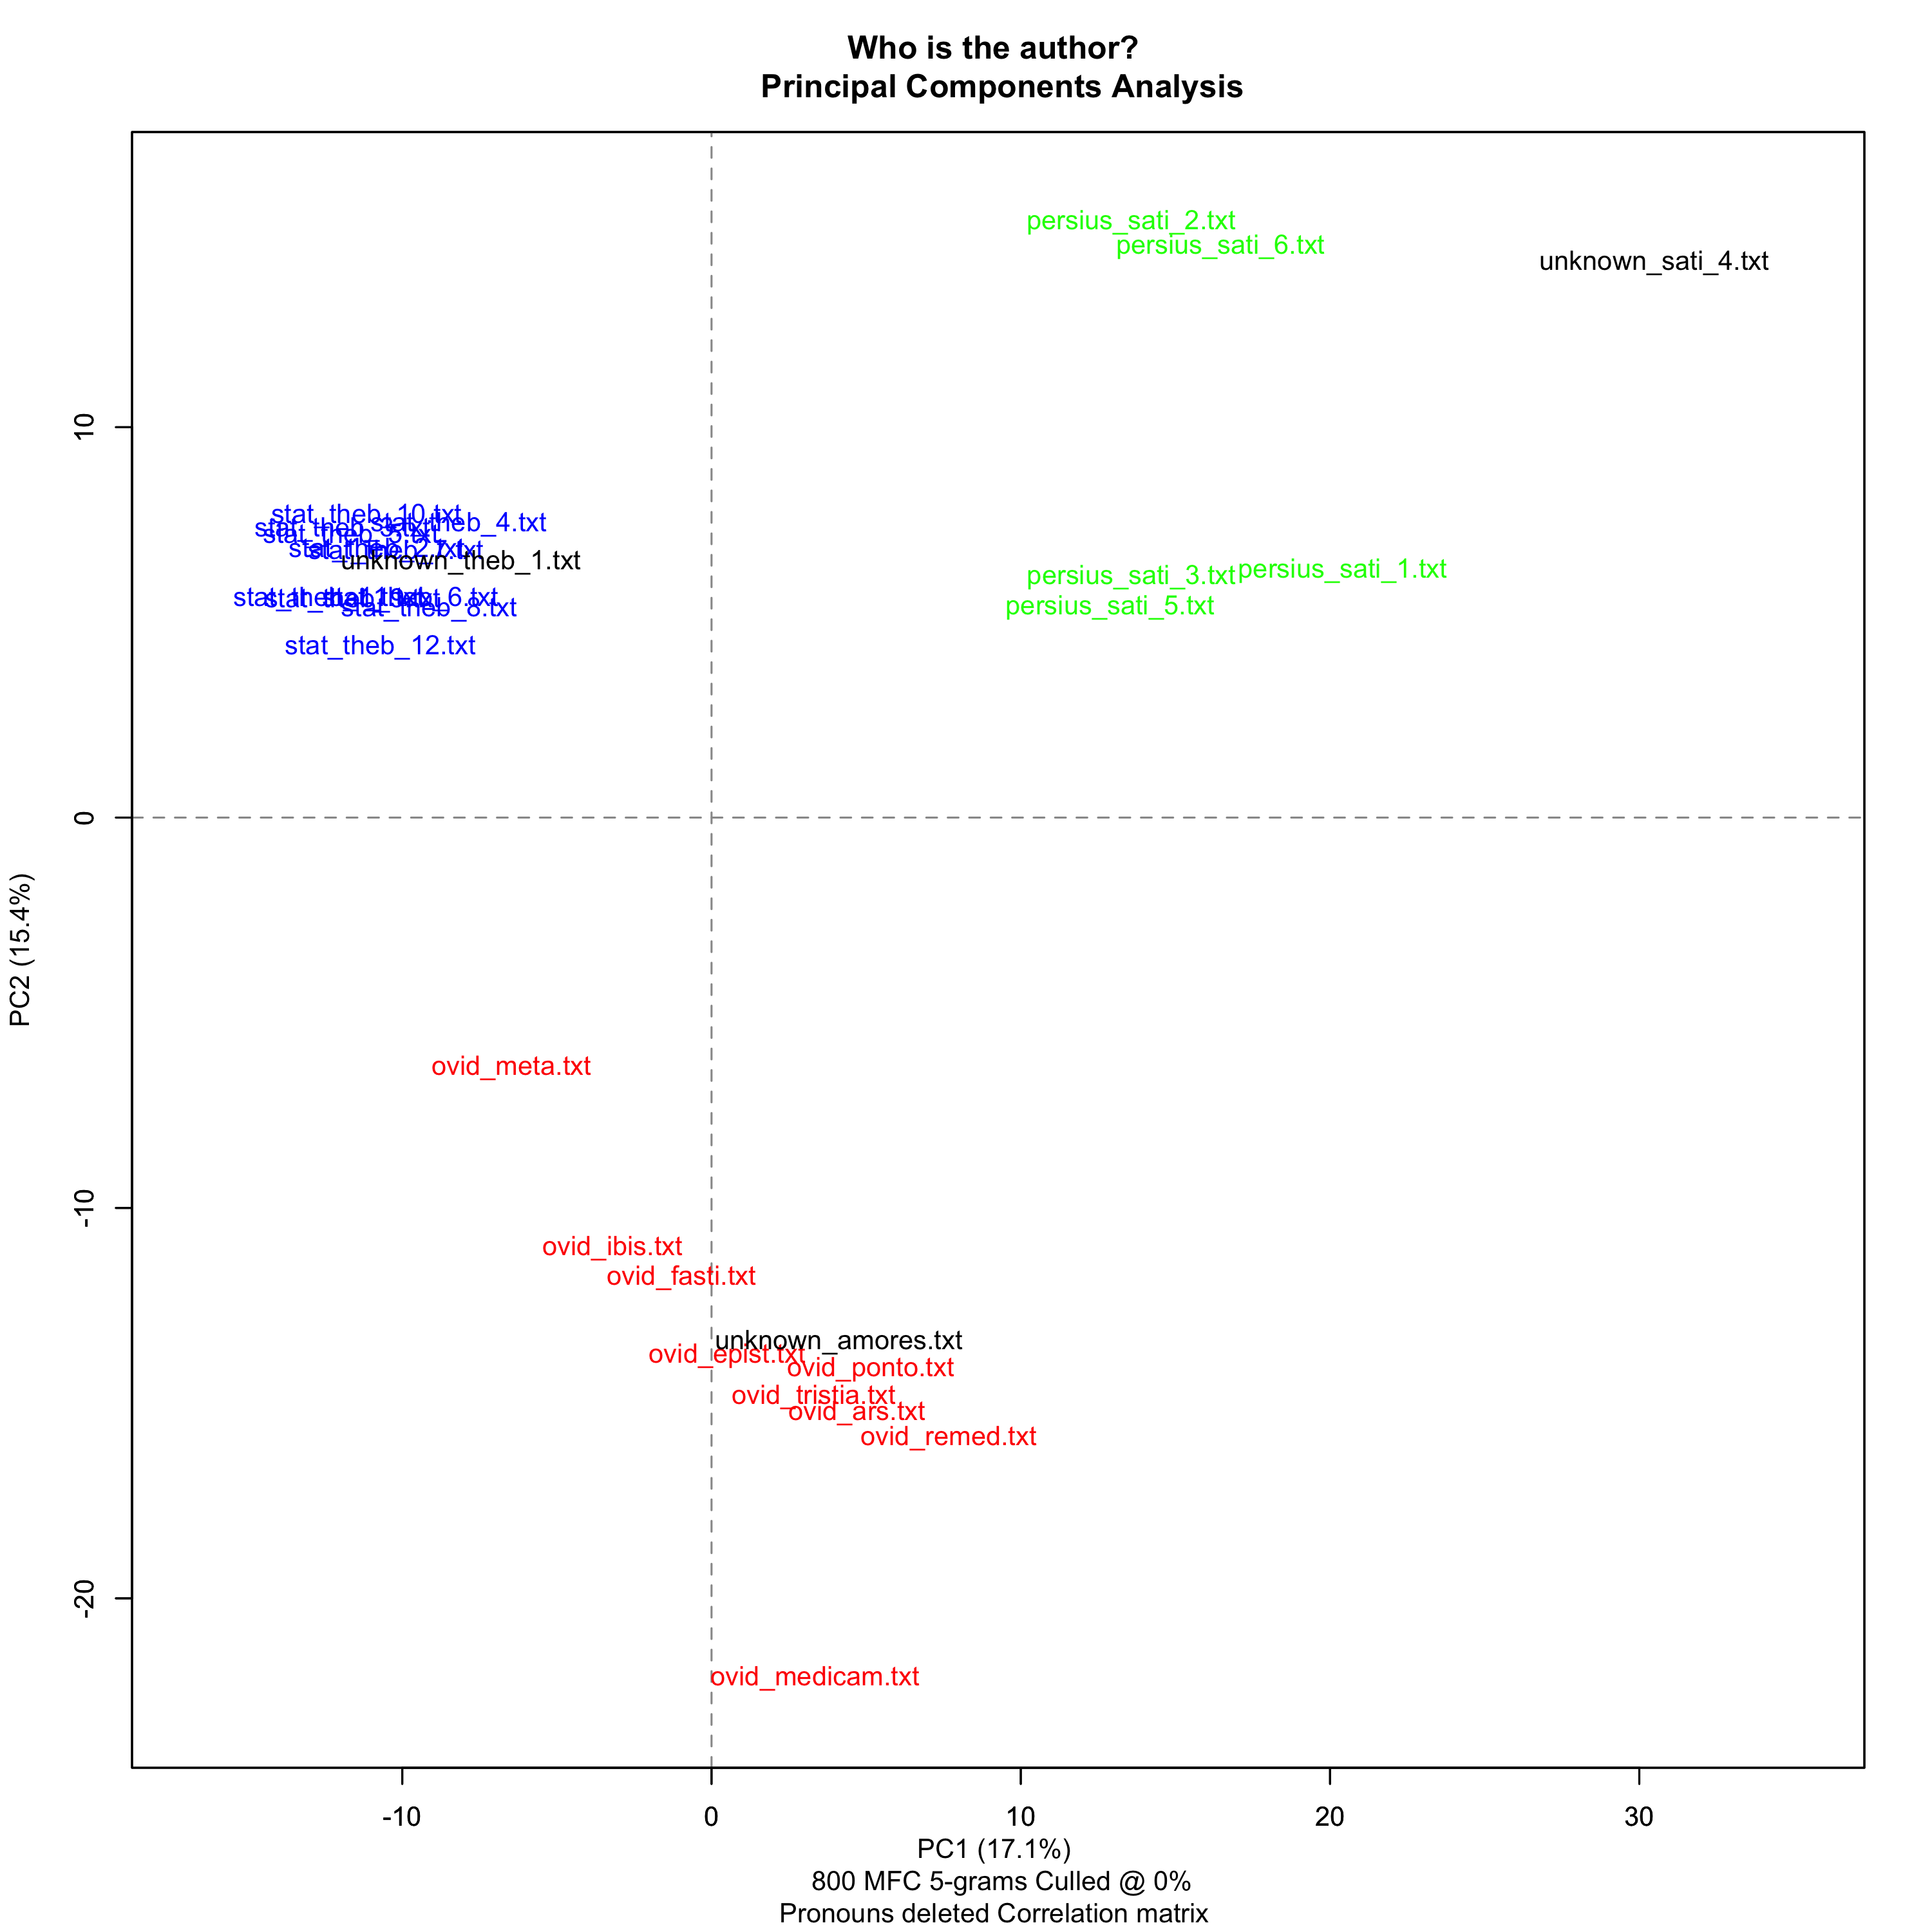 Who is the author?
Principal Components Analysis
persius_sati_2.txt
persius_sati_6.txt
unknown_sati_4.txt
10
stat_theb_10.txt
stat_theb_4.txt
unknown_theb_1.txt
persius_sati_3.txt
persius_sati_1.txt
persius_sati_5.txt
stat_theb_8.txt
stat_theb_12.txt
0
PC2 (15.4%)
ovid_meta.txt
-10
ovid_ibis.txt
ovid_fasti.txt
unknown_amores.txt
ovid_epist.txt
ovid_ponto.txt
ovid_tristia.txt
ovid_ars.txt
ovid_remed.txt
-20
ovid_medicam.txt
-10 0 10 20 30
PC1 (17.1%)
800 MFC 5-grams Culled @ 0%
Pronouns deleted Correlation matrix